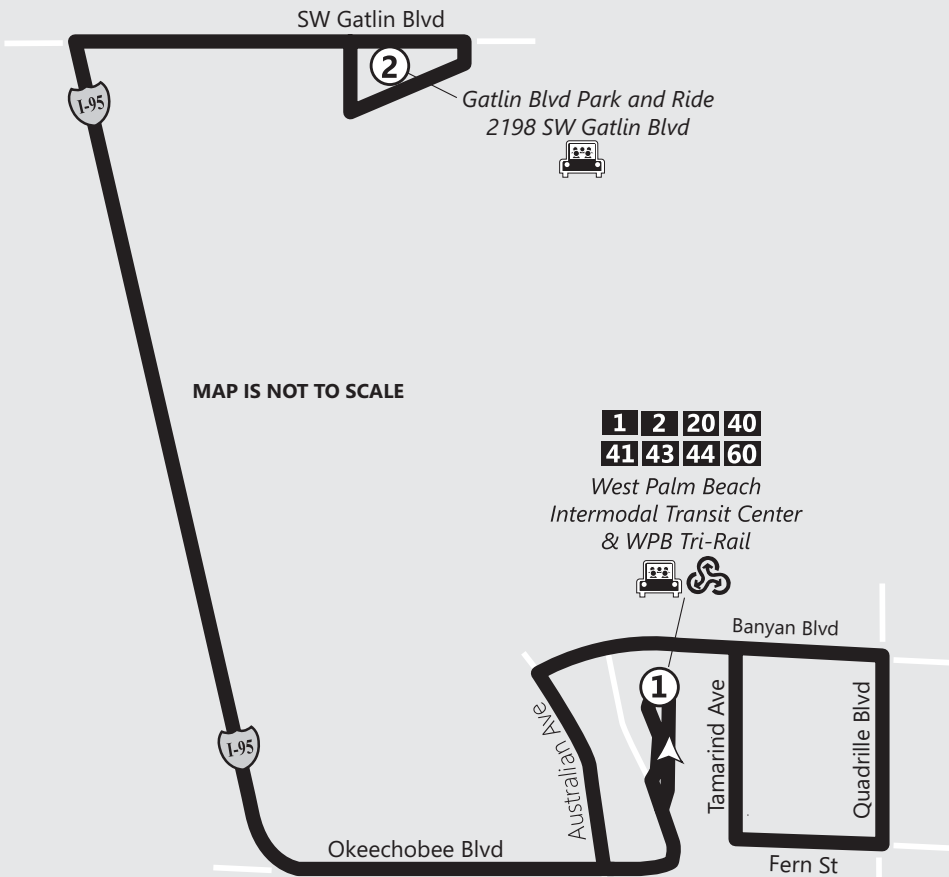 SW Gatlin Blvd
I-95
2
Gatlin Blvd Park and Ride
2198 SW Gatlin Blvd
MAP IS NOT TO SCALE
1 2 20 40
41 43 44 60
West Palm Beach
Intermodal Transit Center
& WPB Tri-Rail
Banyan Blvd
1
Tamarind Ave
Quadrille Blvd
Australian Ave
I-95
Okeechobee Blvd
Fern St